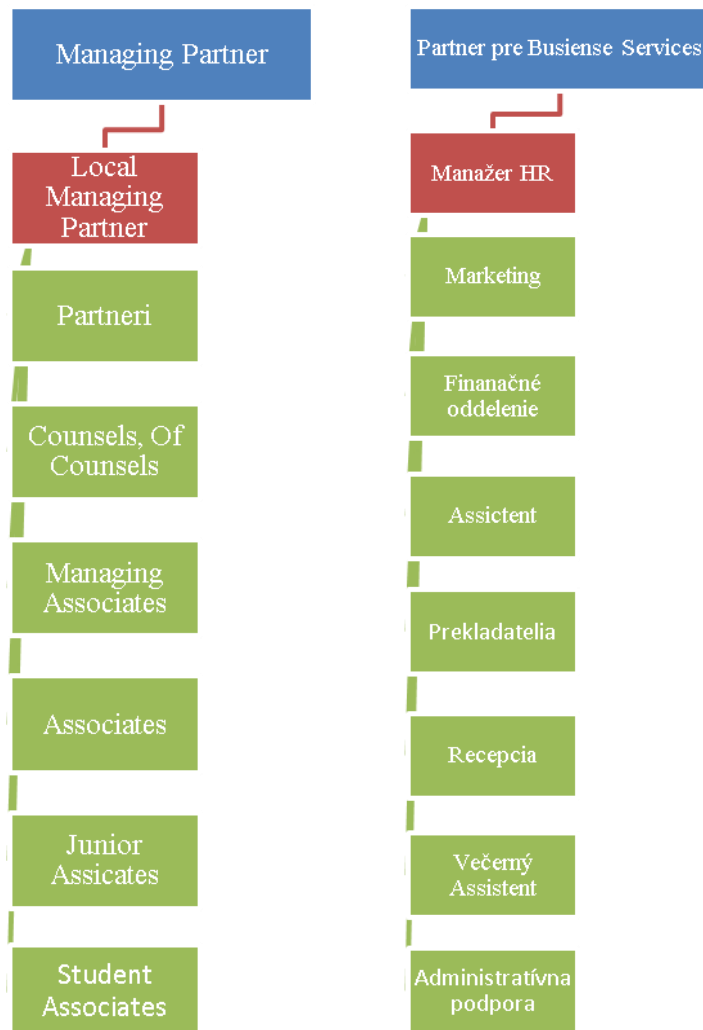 Managing Partner
Local
Managing
Partner
Partneri
Counsels, Of
Counsels
Managing
Associates
Associates
Junior
Assicates
Student
Associates
Partner pre Busiense Services
Manažer HR
Marketing
Finanačné
oddelenie
Assictent
Prekladatelia
Recepcia
Večerný
Assistent
Administratívna
podpora